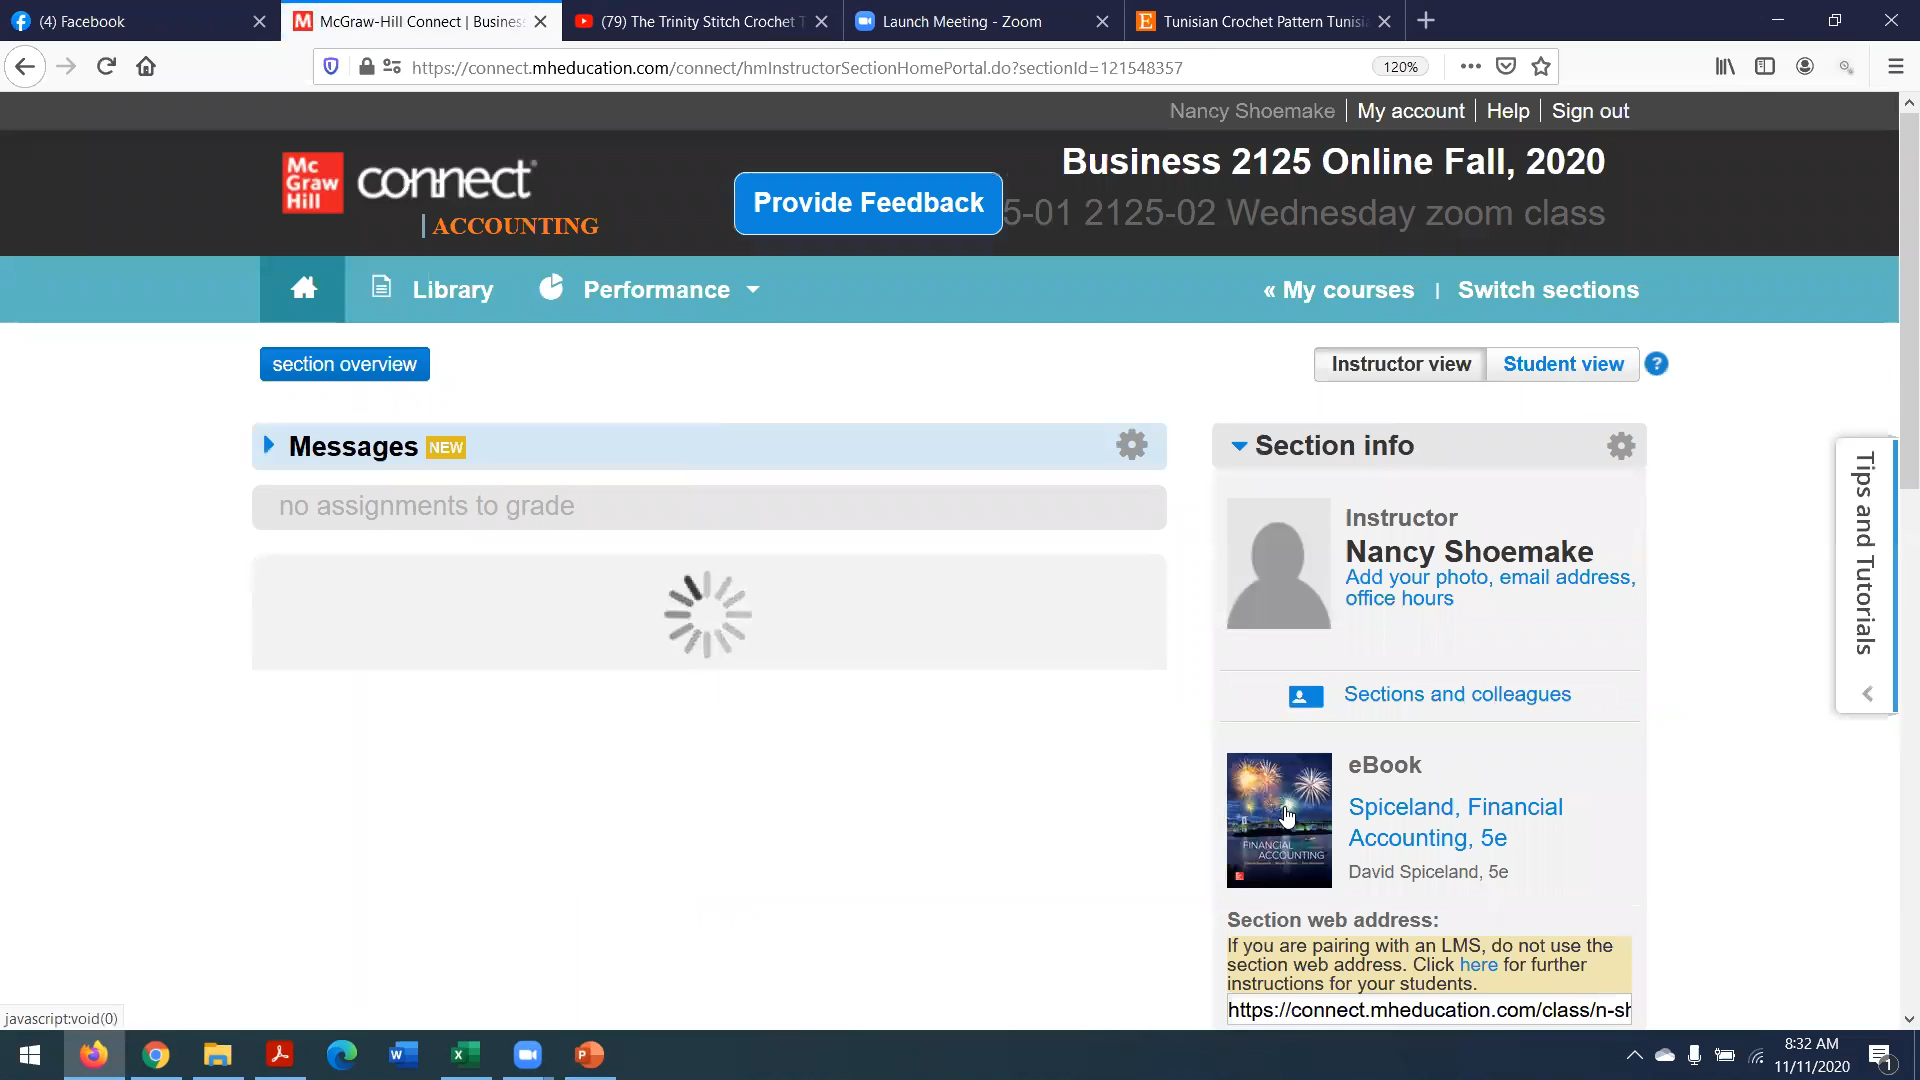 (4) Facebook
McGraw-Hill Connect | Business
(79) The Trinity Stitch Crochet T
Launch Meeting - Zoom
Tunisian Crochet Pattern Tunisi
https://connect.mheducation.com/connect/hmInstructorSectionHomePortal.do?sectionId=121548357
120%
Nancy Shoemake
My account
Help
Sign out
Mc
Graw
Hill
connect
ACCOUNTING
Provide Feedback
Business 2125 Online Fall, 2020
5-01 2125-02 Wednesday zoom class
Library
Performance
« My courses
Switch sections
section overview
Instructor view
Student view
?
Messages NEW
no assignments to grade
Section info
Instructor
Nancy Shoemake
Add your photo, email address,
office hours
Sections and colleagues
FINANCIAL
ACCOUNTING
eBook
Spiceland, Financial
Accounting, 5e
David Spiceland, 5e
Section web address:
If you are pairing with an LMS, do not use the
section web address. Click here for further
instructions for your students.
https://connect.mheducation.com/class/n-sh
Tips and Tutorials
javascript:void(0)
8:32 AM
11/11/2020
1